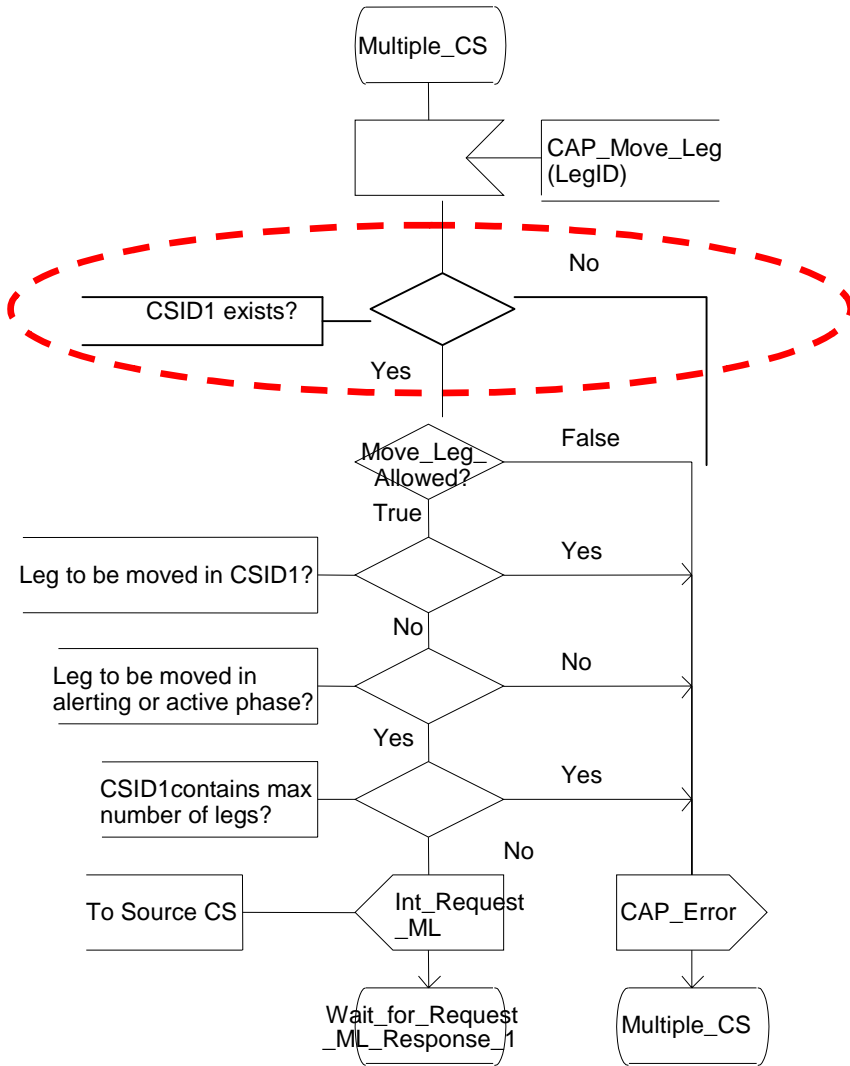 Multiple_CS
CAP_Move_Leg
(LegID)
No
CSID1 exists?
Yes
Move_Leg_
Allowed?
False
True
Leg to be moved in CSID1?
Yes
No
Leg to be moved in
alerting or active phase?
No
Yes
CSID1contains max
number of legs?
Yes
No
To Source CS
Int_Request
_ML
CAP_Error
Wait_for_Request
_ML_Response_1
Multiple_CS